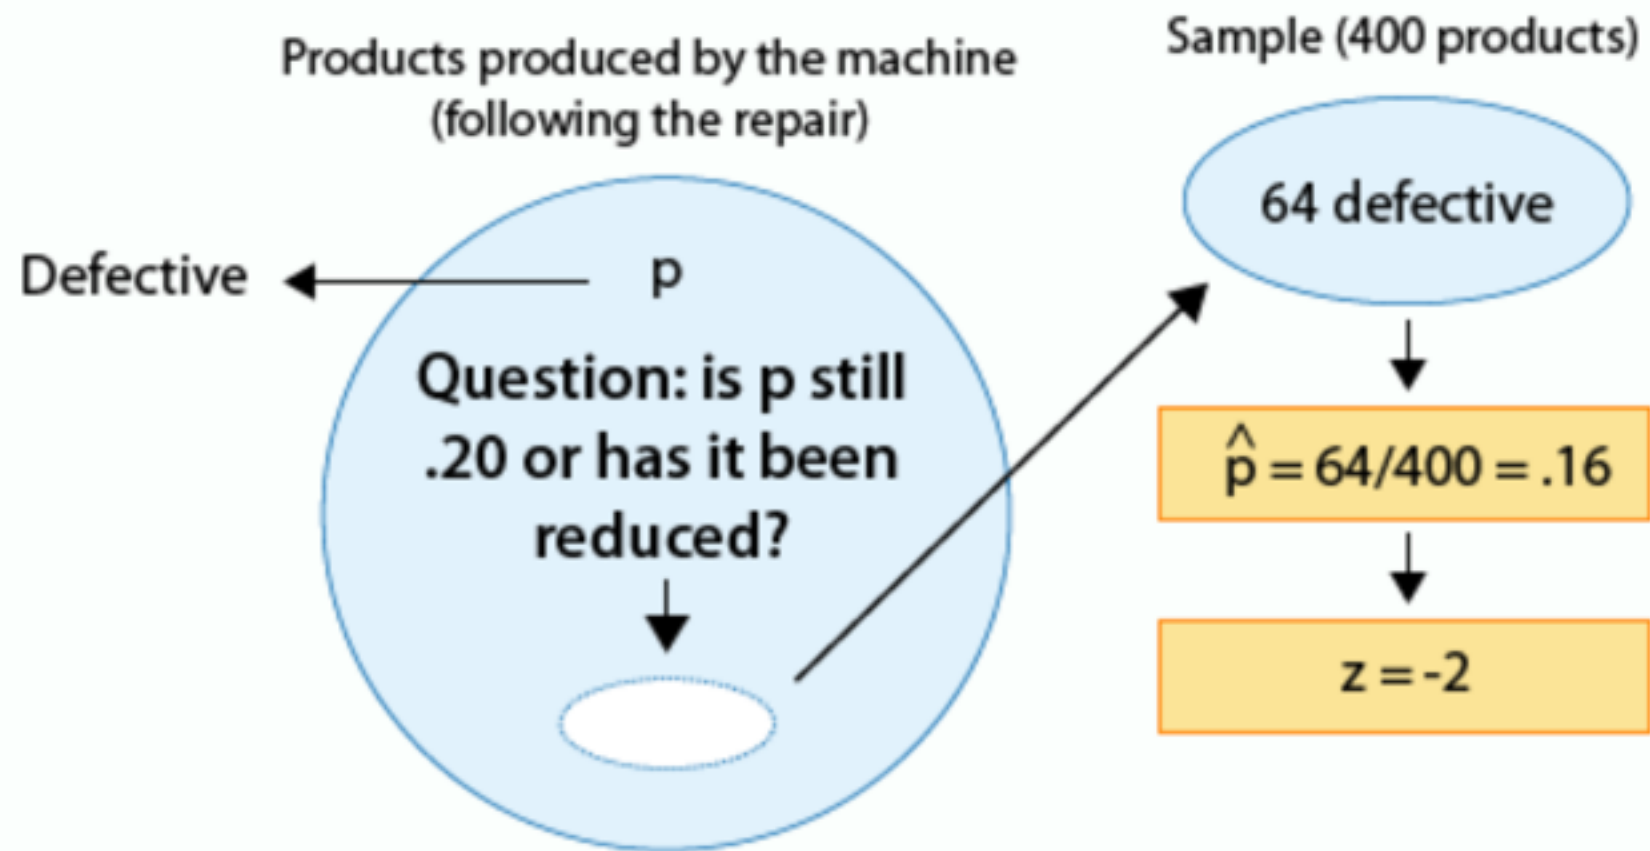 Products produced by the machine
(following the repair)
Defective
p
Question: is p still
.20 or has it been
reduced?
Sample (400 products)
64 defective
p̂ = 64/400 = .16
z = -2